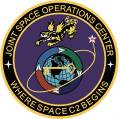 JOINT SPACE OPERATIONS CENTER
WHERE SPACE C2 BEGINS